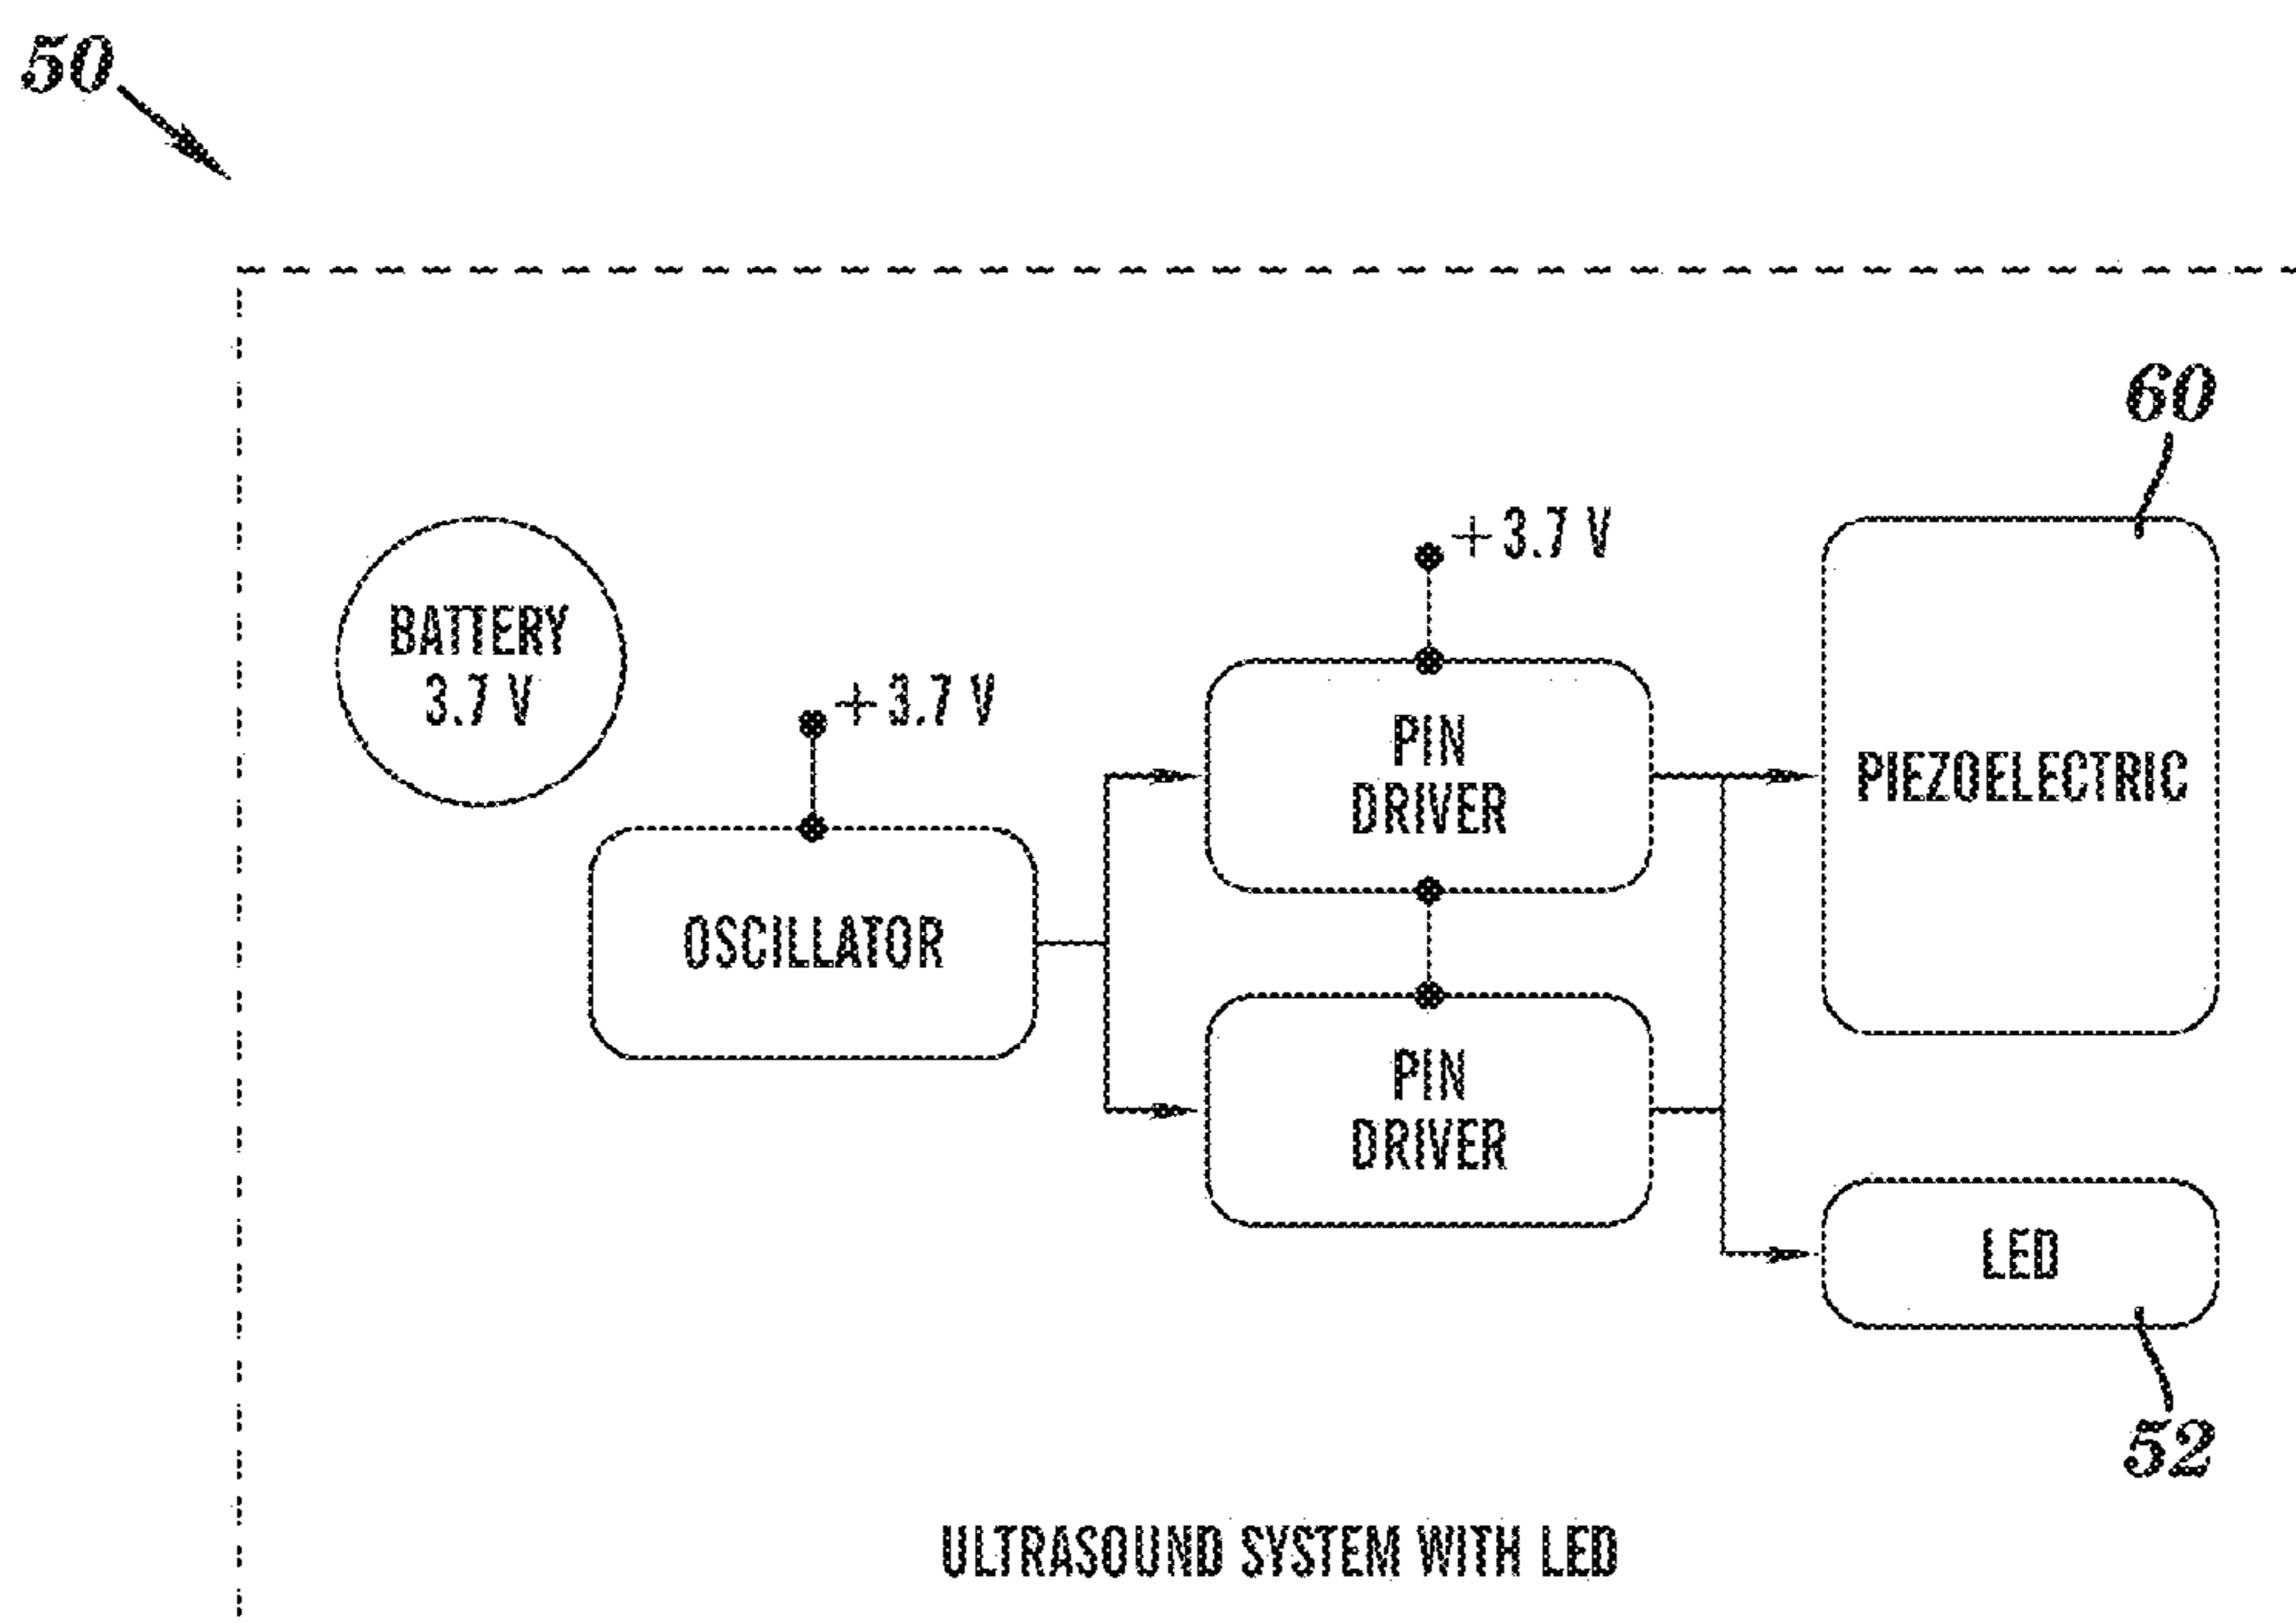 50
60
+3.7 V
BATTERY
3.7 V
+3.7 V
PIN
DRIVER
PIEZOELECTRIC
OSCILLATOR
PIN
DRIVER
LED
52
ULTRASOUND SYSTEM WITH LED